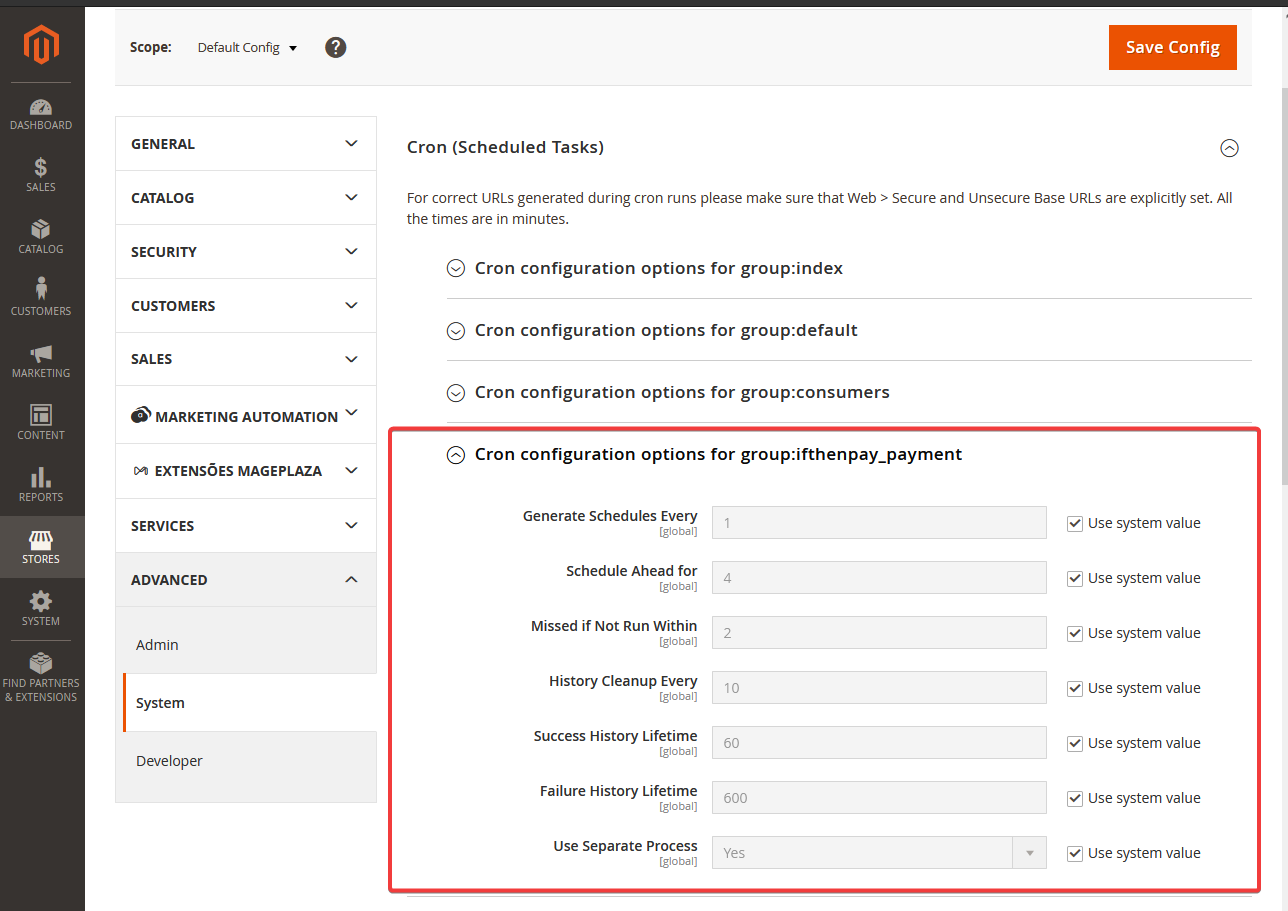 Scope: Default Config ?
Save Config
DASHBOARD
SALES
CATALOG
CUSTOMERS
MARKETING
CONTENT
REPORTS
STORES
SYSTEM
FIND PARTNERS
& EXTENSIONS
GENERAL
CATALOG
SECURITY
CUSTOMERS
SALES
MARKETING AUTOMATION
EXTENSÕES MAGEPLAZA
SERVICES
ADVANCED
Admin
System
Developer
Cron (Scheduled Tasks)
For correct URLs generated during cron runs please make sure that Web > Secure and Unsecure Base URLs are explicitly set. All
the times are in minutes.
Cron configuration options for group:index
Cron configuration options for group:default
Cron configuration options for group:consumers
Cron configuration options for group:ifthenpay_payment
Generate Schedules Every 1 Use system value
[global]
Schedule Ahead for 4 Use system value
[global]
Missed if Not Run Within 2 Use system value
[global]
History Cleanup Every 10 Use system value
[global]
Success History Lifetime 60 Use system value
[global]
Failure History Lifetime 600 Use system value
[global]
Use Separate Process Yes Use system value
[global]